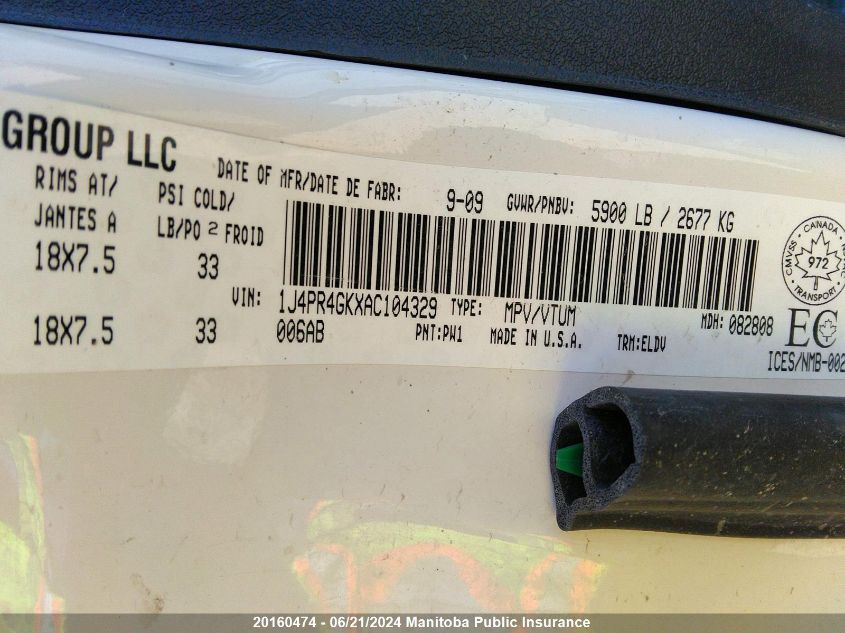 GROUP LLC
DATE OF MFR/DATE DE FABR: 9-09 GVWR/PNBV: 5900 LB / 2677 KG
RIMS AT/ PSI COLD/
JANTES A LB/PO 2 FROID
18X7.5 33
VIN: 1J4PR4GKXAC104329 TYPE: MPV/VTUM MDH: 082808
18X7.5 33 006AB PNT:PW1 MADE IN U.S.A. TRM:ELDV
CANADA
CMVSS
972
EC
ICES/NMB-002
20160474 - 06/21/2024 Manitoba Public Insurance